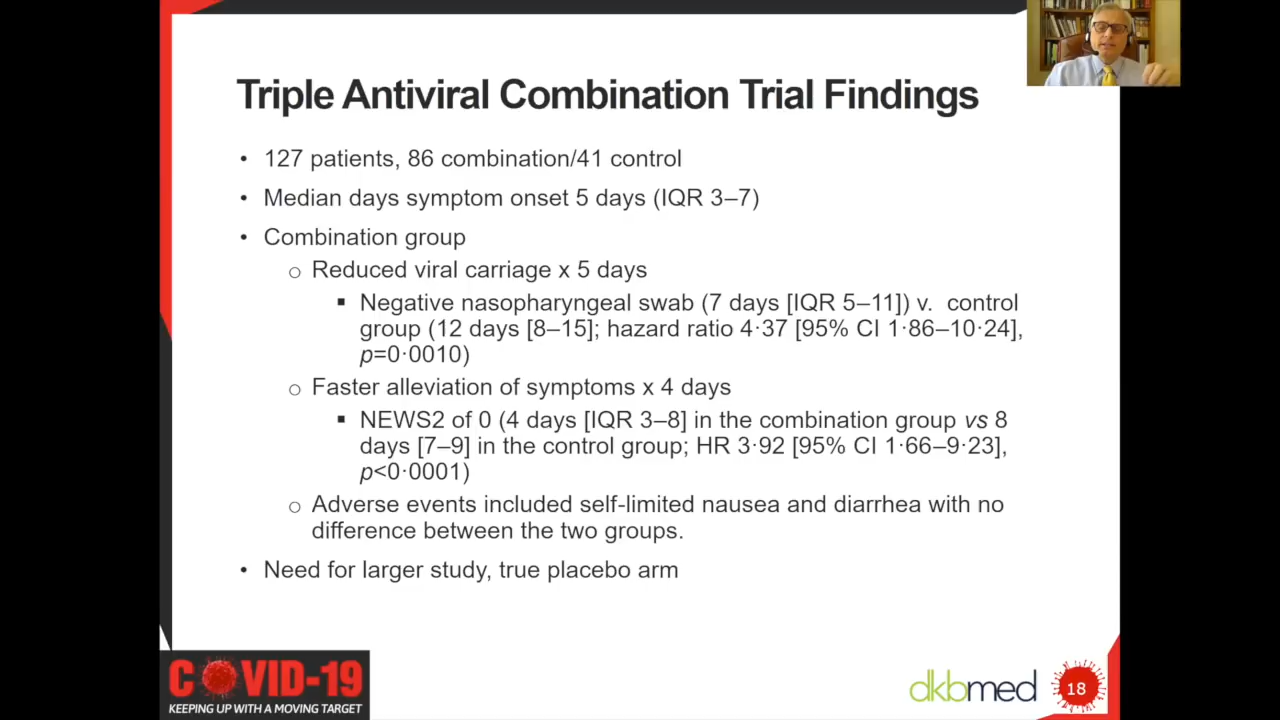 Triple Antiviral Combination Trial Findings
• 127 patients, 86 combination/41 control
• Median days symptom onset 5 days (IQR 3–7)
• Combination group
o Reduced viral carriage x 5 days
▪ Negative nasopharyngeal swab (7 days [IQR 5–11]) v. control
group (12 days [8–15]; hazard ratio 4·37 [95% CI 1·86–10·24],
p=0·0010)
o Faster alleviation of symptoms x 4 days
▪ NEWS2 of 0 (4 days [IQR 3–8] in the combination group vs 8
days [7–9] in the control group; HR 3·92 [95% CI 1·66–9·23],
p<0·0001)
o Adverse events included self-limited nausea and diarrhea with no
difference between the two groups.
• Need for larger study, true placebo arm
COVID-19
KEEPING UP WITH A MOVING TARGET
dkbmed
18